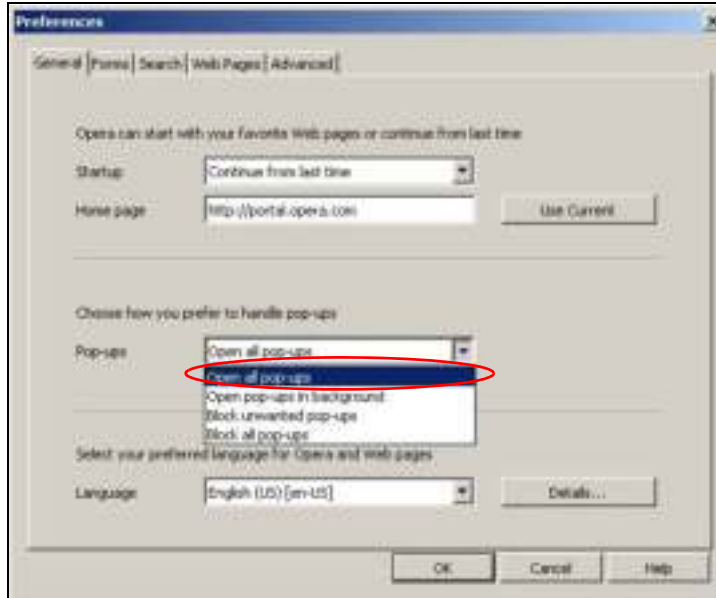 Preferences
General Forms Search Web Pages Advanced
Opera can start with your favorite Web pages or continue from last time
Startup Continue from last time
Home page http://portal.opera.com Use Current
Choose how you prefer to handle pop-ups
Pop-ups Open all pop-ups
Open all pop-ups
Open pop-ups in background
Block unwanted pop-ups
Block all pop-ups
Select your preferred language for Opera and Web pages
Language English (US) [en-US] Details...
OK Cancel Help